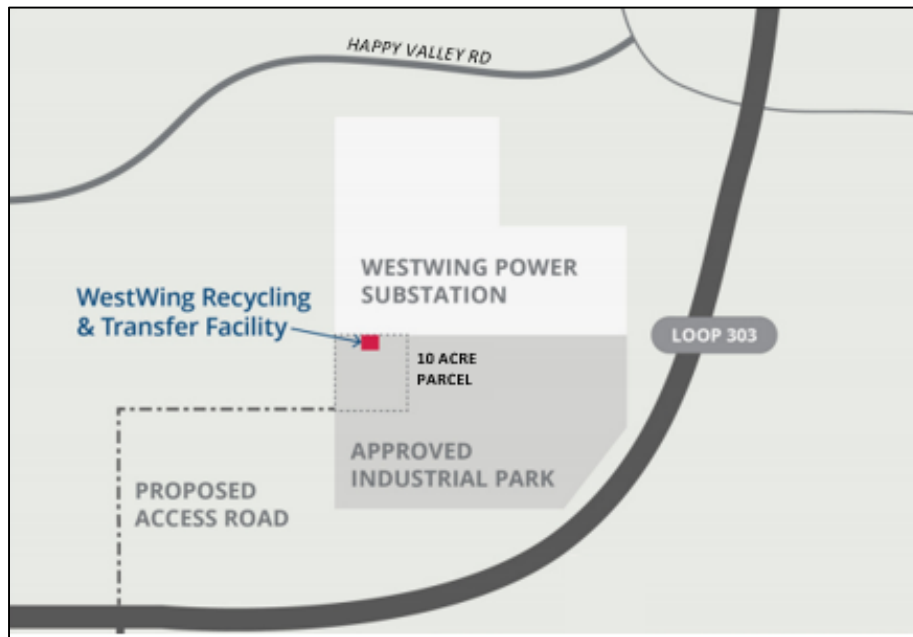 HAPPY VALLEY RD
WESTWING POWER
SUBSTATION
WestWing Recycling
& Transfer Facility
LOOP 303
10 ACRE
PARCEL
APPROVED
INDUSTRIAL PARK
PROPOSED
ACCESS ROAD